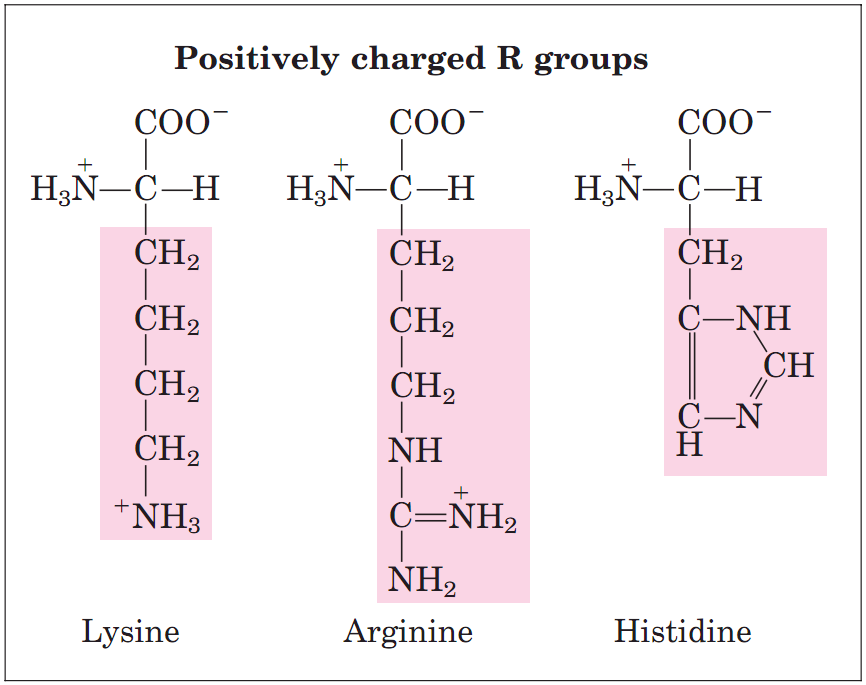 Positively charged R groups
COO⁻
H₃N⁺—C—H
CH₂
CH₂
CH₂
CH₂
⁺NH₃
Lysine
COO⁻
H₃N⁺—C—H
CH₂
CH₂
CH₂
NH
C=N⁺H₂
NH₂
Arginine
COO⁻
H₃N⁺—C—H
CH₂
C—NH
CH
C—N
H
Histidine